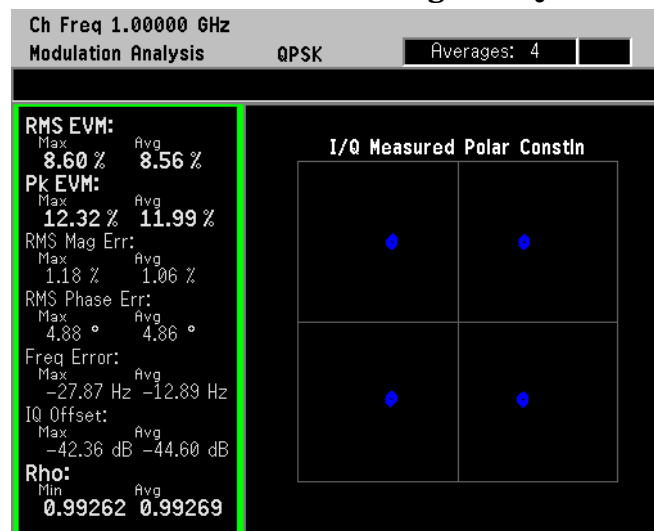 Ch Freq 1.00000 GHz
Modulation Analysis QPSK Averages: 4
RMS EVM:
Max Avg
8.60 % 8.56 %
Pk EVM:
Max Avg
12.32 % 11.99 %
RMS Mag Err:
Max Avg
1.18 % 1.06 %
RMS Phase Err:
Max Avg
4.88 ° 4.86 °
Freq Error:
Max Avg
-27.87 Hz -12.89 Hz
IQ Offset:
Max Avg
-42.36 dB -44.60 dB
Rho:
Min Avg
0.99262 0.99269
I/Q Measured Polar Constln